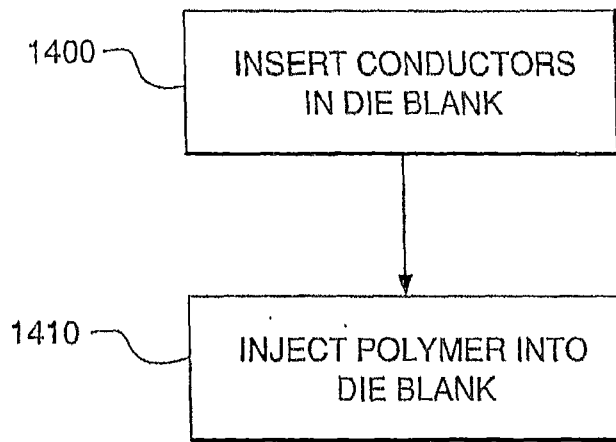 1400
INSERT CONDUCTORS
IN DIE BLANK
1410
INJECT POLYMER INTO
DIE BLANK